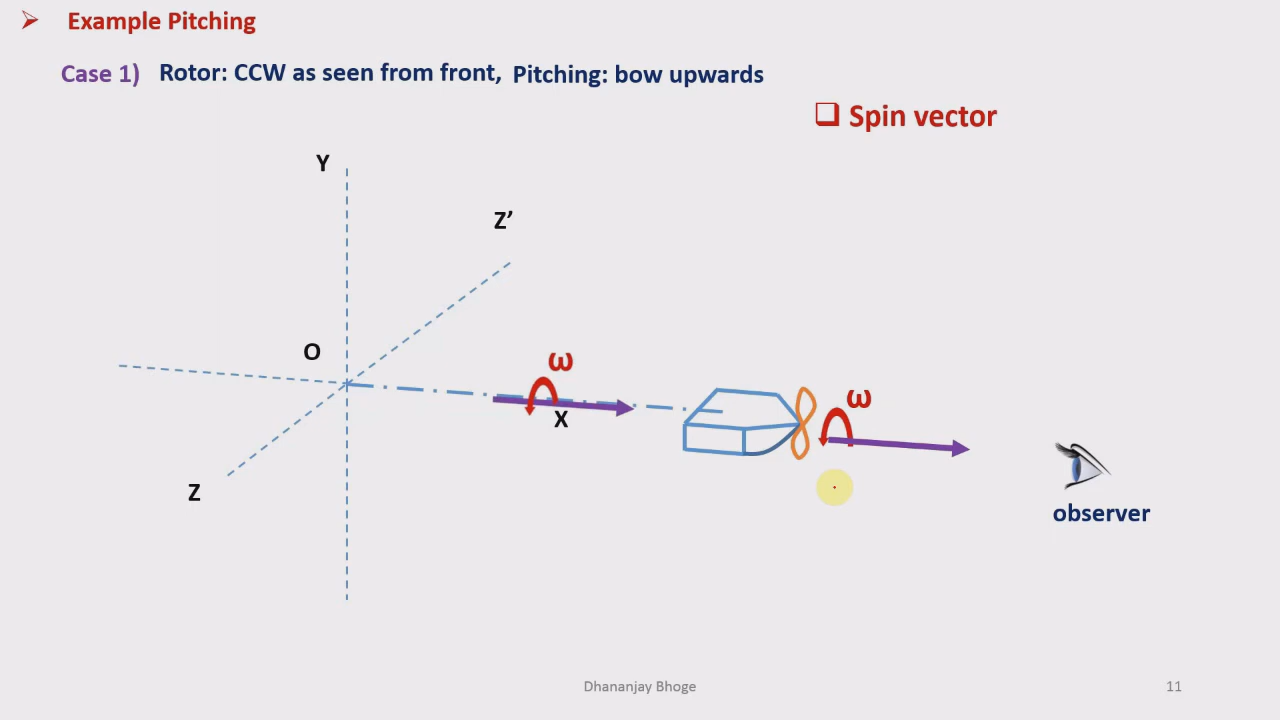 Example Pitching
Case 1) Rotor: CCW as seen from front, Pitching: bow upwards
Spin vector
Y
Z’
O
ω
X
ω
Z
observer
Dhananjay Bhoge
11